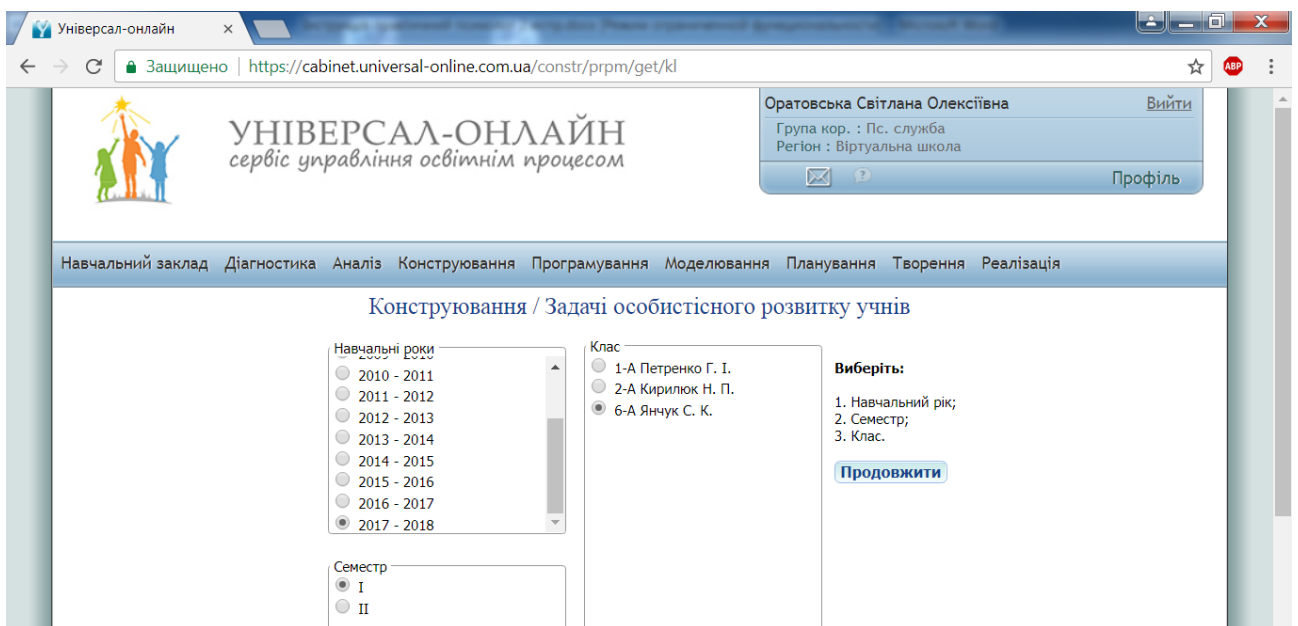 Універсал-онлайн
Защищено | https://cabinet.universal-online.com.ua/constr/prpm/get/kl
ABP
УНІВЕРСАЛ-ОНЛАЙН
сервіс управління освітнім процесом
Оратовська Світлана Олексіївна Вийти
Група кор. : Пс. служба
Регіон : Віртуальна школа
Профіль
Навчальний заклад Діагностика Аналіз Конструювання Програмування Моделювання Планування Творення Реалізація
Конструювання / Задачі особистісного розвитку учнів
Навчальні роки
2010 - 2011
2011 - 2012
2012 - 2013
2013 - 2014
2014 - 2015
2015 - 2016
2016 - 2017
2017 - 2018
Семестр
I
II
Клас
1-А Петренко Г. І.
2-А Кирилюк Н. П.
6-А Янчук С. К.
Виберіть:
1. Навчальний рік;
2. Семестр;
3. Клас.
Продовжити